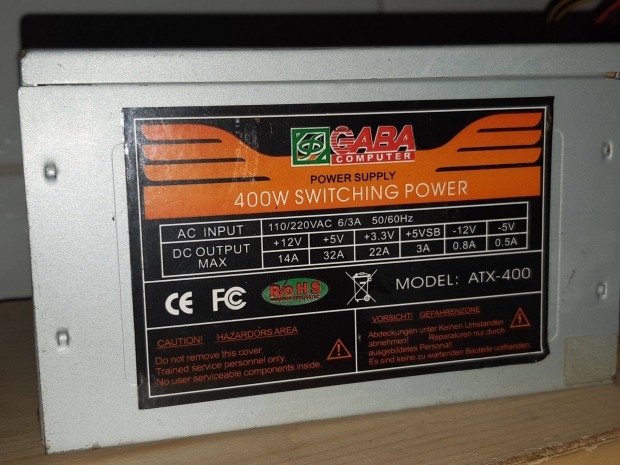 GABA
COMPUTER
POWER SUPPLY
400W SWITCHING POWER
AC INPUT 110/220VAC 6/3A 50/60Hz
DC OUTPUT MAX +12V +5V +3.3V +5VSB -12V -5V
14A 32A 22A 3A 0.8A 0.5A
CE FC RoHS MODEL: ATX-400
CAUTION! HAZARDORS AREA
Do not remove this cover.
Trained service personnel only.
No user serviceable components inside.
VORSICHT! GEFAHRENZONE
Abdeckungen unter Keinen Umstanden
abnehmen! Reparaturen nur durch
ausgebildetes Personal!
Es sind keine zu wartenden Bauteile vorhanden.